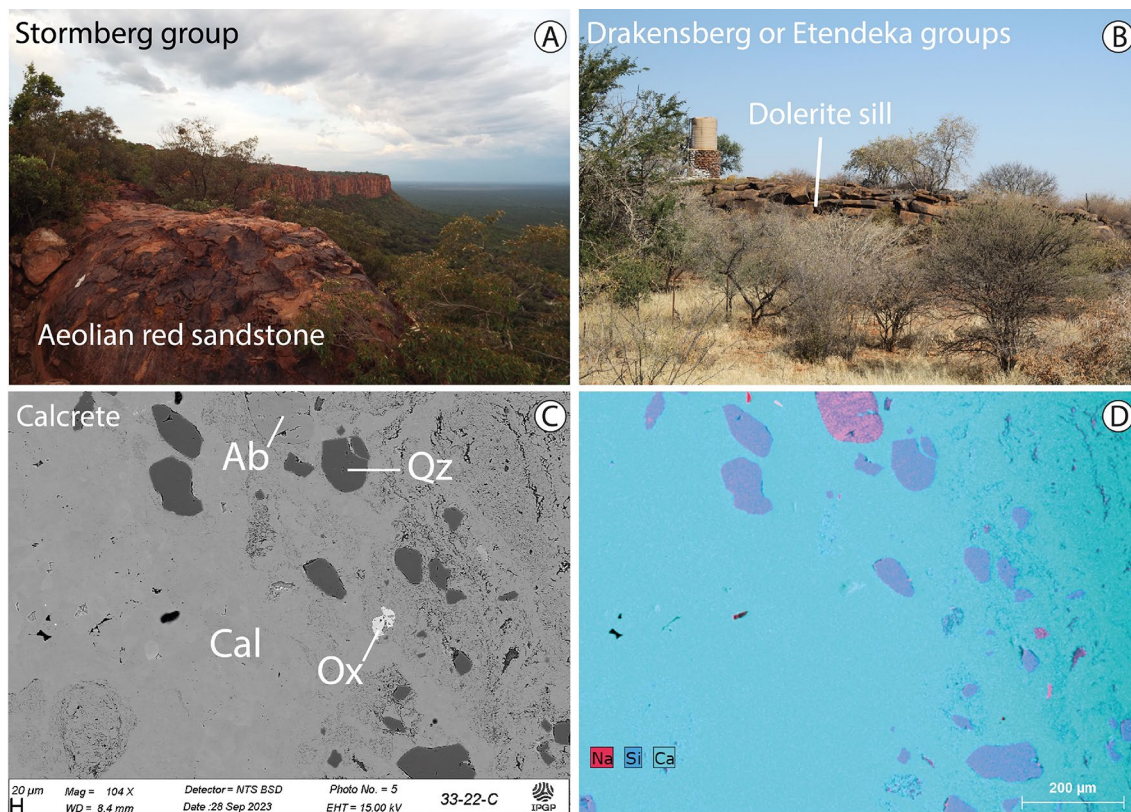 Stormberg group
A
Aeolian red sandstone
Drakensberg or Etendeka groups
B
Dolerite sill
Calcrete
C
Ab
Qz
Cal
Ox
20 µm
H
Mag = 104 X
WD = 8.4 mm
Detector = NTS BSD
Date :28 Sep 2023
Photo No. = 5
EHT = 15.00 kV
33-22-C
IPGP
D
Na Si Ca
200 µm